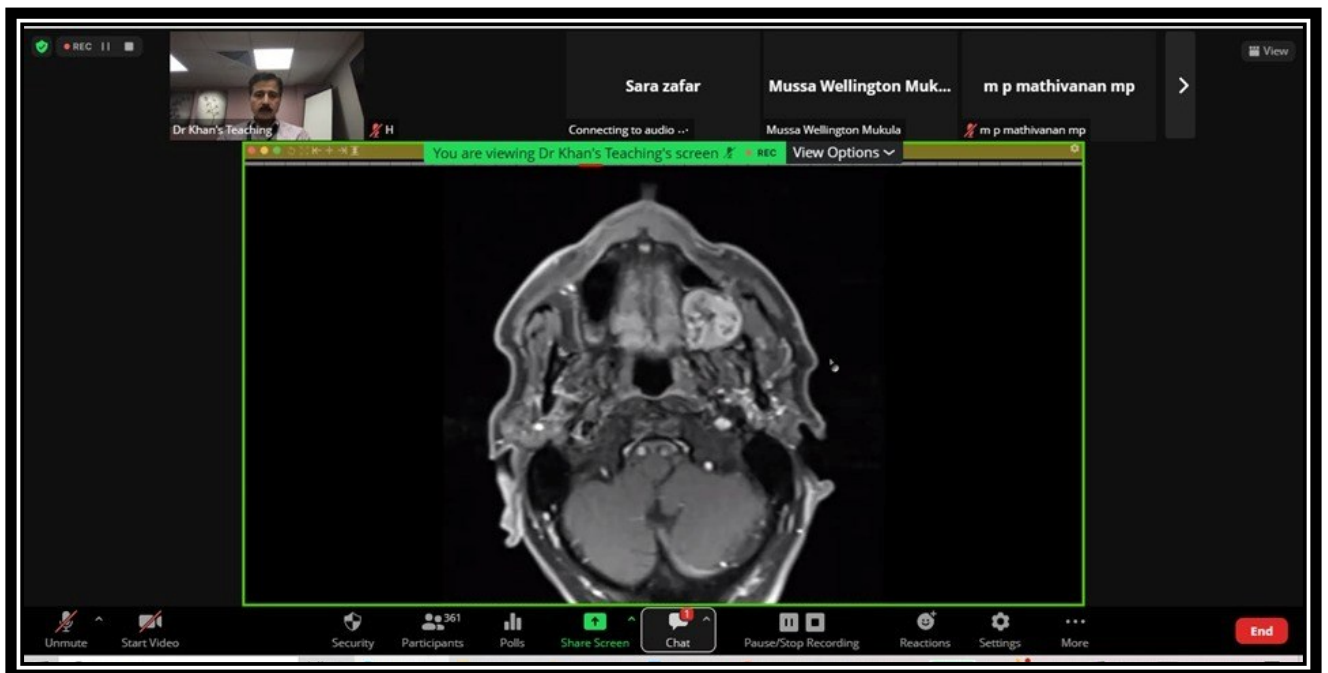 REC
View
Sara zafar
Mussa Wellington Muk...
m p mathivanan mp
Dr Khan's Teaching
H
Connecting to audio ...
Mussa Wellington Mukula
m p mathivanan mp
You are viewing Dr Khan's Teaching's screen
REC
View Options
Unmute
Start Video
Security
361
Participants
Polls
Share Screen
1
Chat
Pause/Stop Recording
Reactions
Settings
More
End